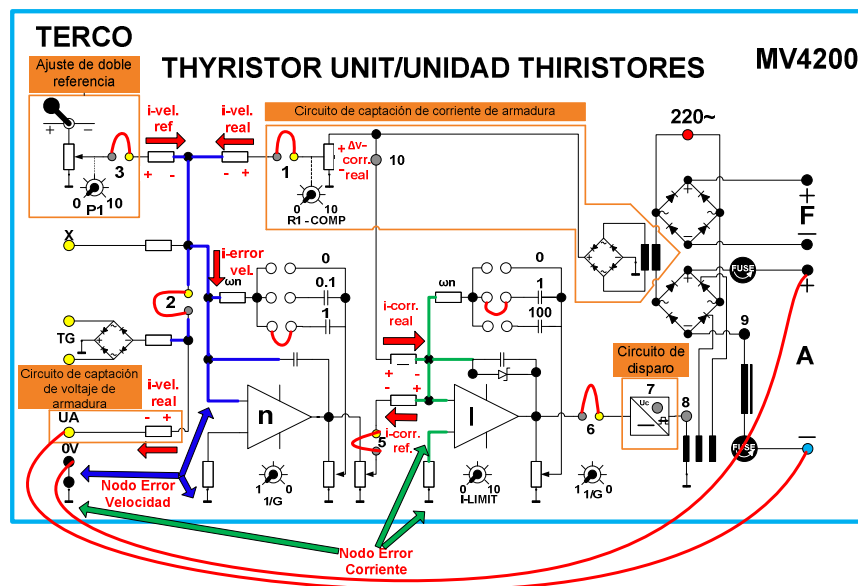 TERCO
THYRISTOR UNIT/UNIDAD THIRISTORES
MV4200
Ajuste de doble
referencia
i-vel.
ref
i-vel.
real
Circuito de captación de corriente de armadura
220~
+
−
3
+ -
- +
1
+
Δv-
corr.
real
-
10
0
10
P1
0
10
R1 - COMP
+
−
F
+
−
X
i-error
vel.
0
0.1
1
ωn
0
1
100
ωn
FUSE
+
2
i-corr.
real
9
TG
+ -
Circuito de captación
de voltaje de
armadura
i-vel.
real
Circuito de
disparo
A
UA
- +
n
+ -
I
7
Uc
8
0V
5
i-corr.
ref.
6
FUSE
−
Nodo Error
Velocidad
1
0
1/G
0
10
I-LIMIT
1
0
1/G
Nodo Error
Corriente